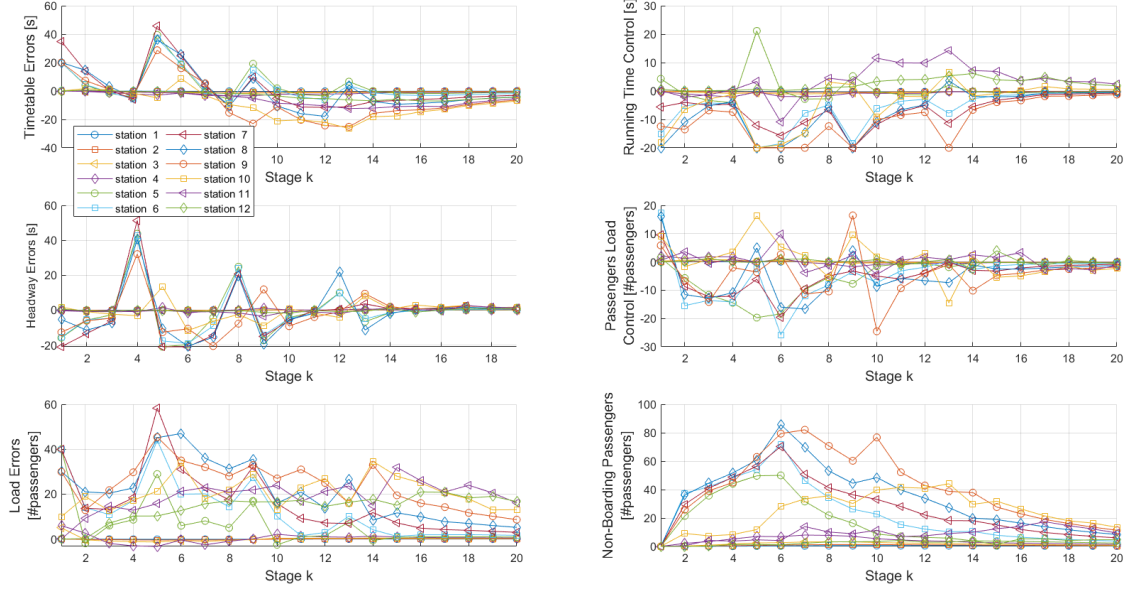 Timetable Errors [s]
60
40
20
0
-20
-40
2 4 6 8 10 12 14 16 18 20
Stage k
station 1
station 2
station 3
station 4
station 5
station 6
station 7
station 8
station 9
station 10
station 11
station 12
Running Time Control [s]
30
20
10
0
-10
-20
2 4 6 8 10 12 14 16 18 20
Stage k
Headway Errors [s]
60
40
20
0
-20
2 4 6 8 10 12 14 16 18
Stage k
Passengers Load
Control [#passengers]
20
10
0
-10
-20
-30
2 4 6 8 10 12 14 16 18 20
Stage k
Load Errors
[#passengers]
60
40
20
0
2 4 6 8 10 12 14 16 18 20
Stage k
Non-Boarding Passengers
[#passengers]
100
80
60
40
20
0
2 4 6 8 10 12 14 16 18 20
Stage k